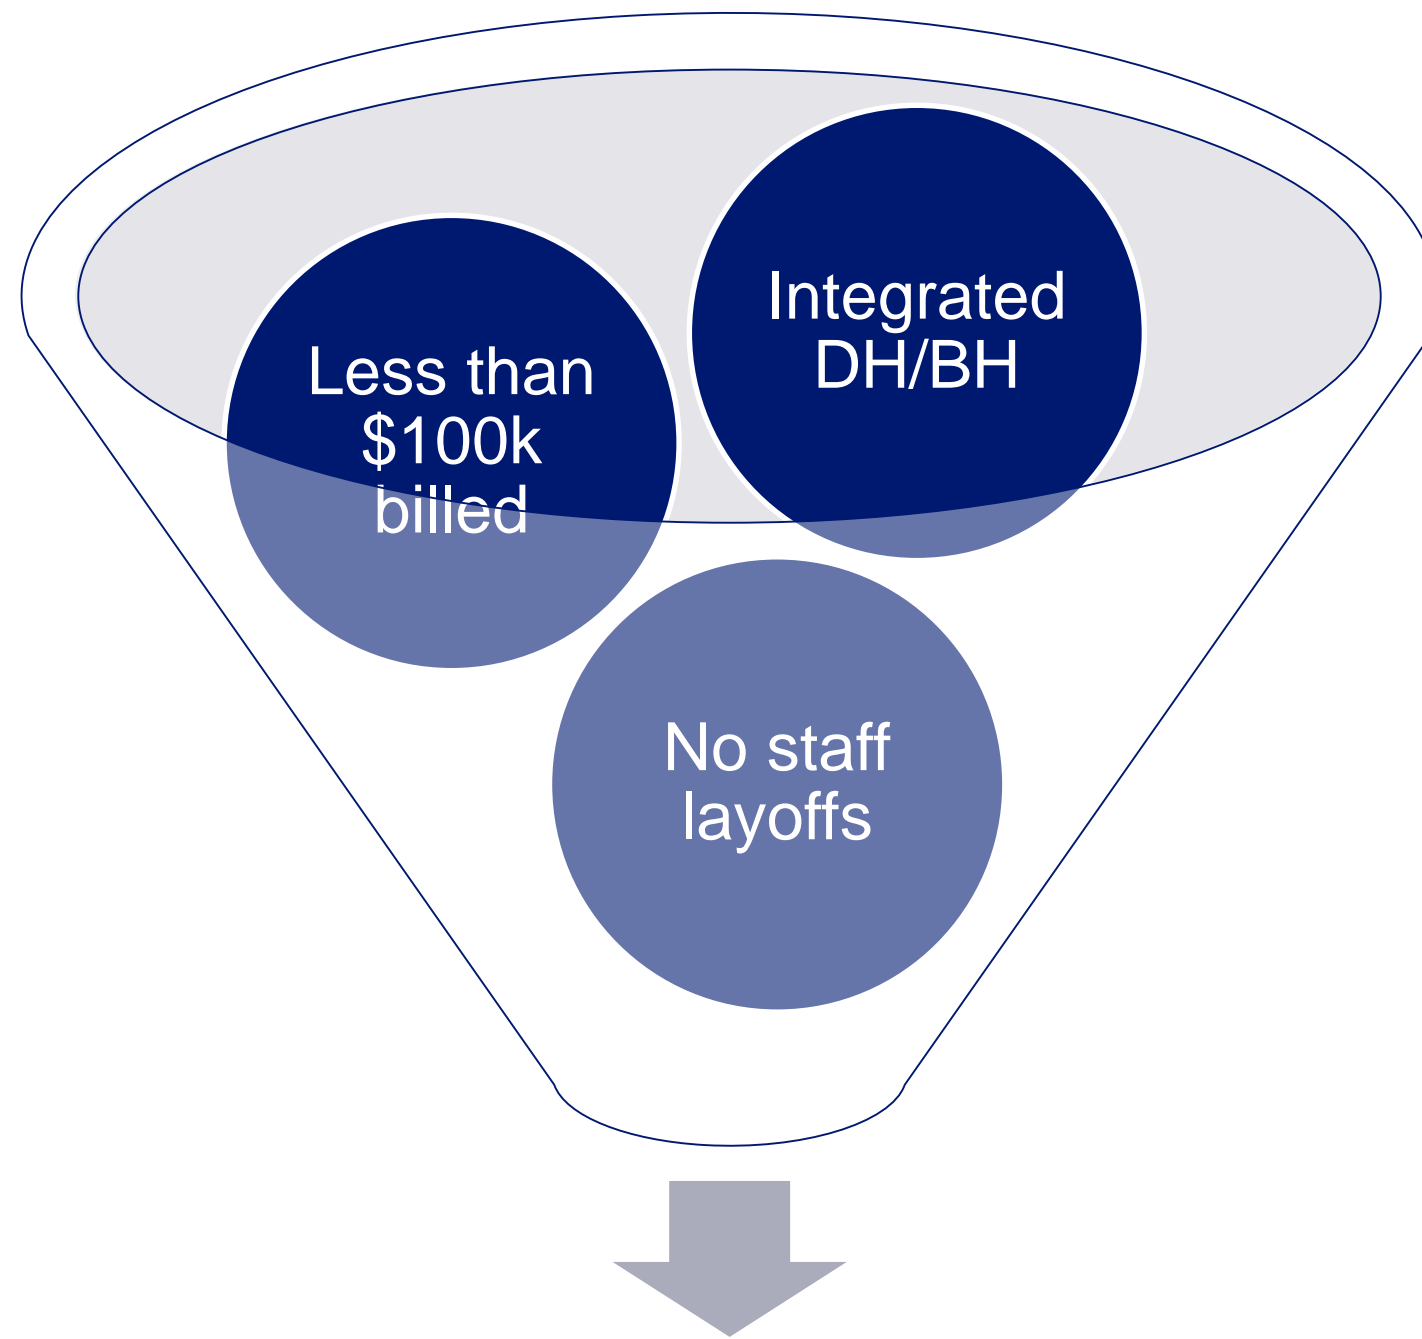 Less than
$100k
billed
Integrated
DH/BH
No staff
layoffs